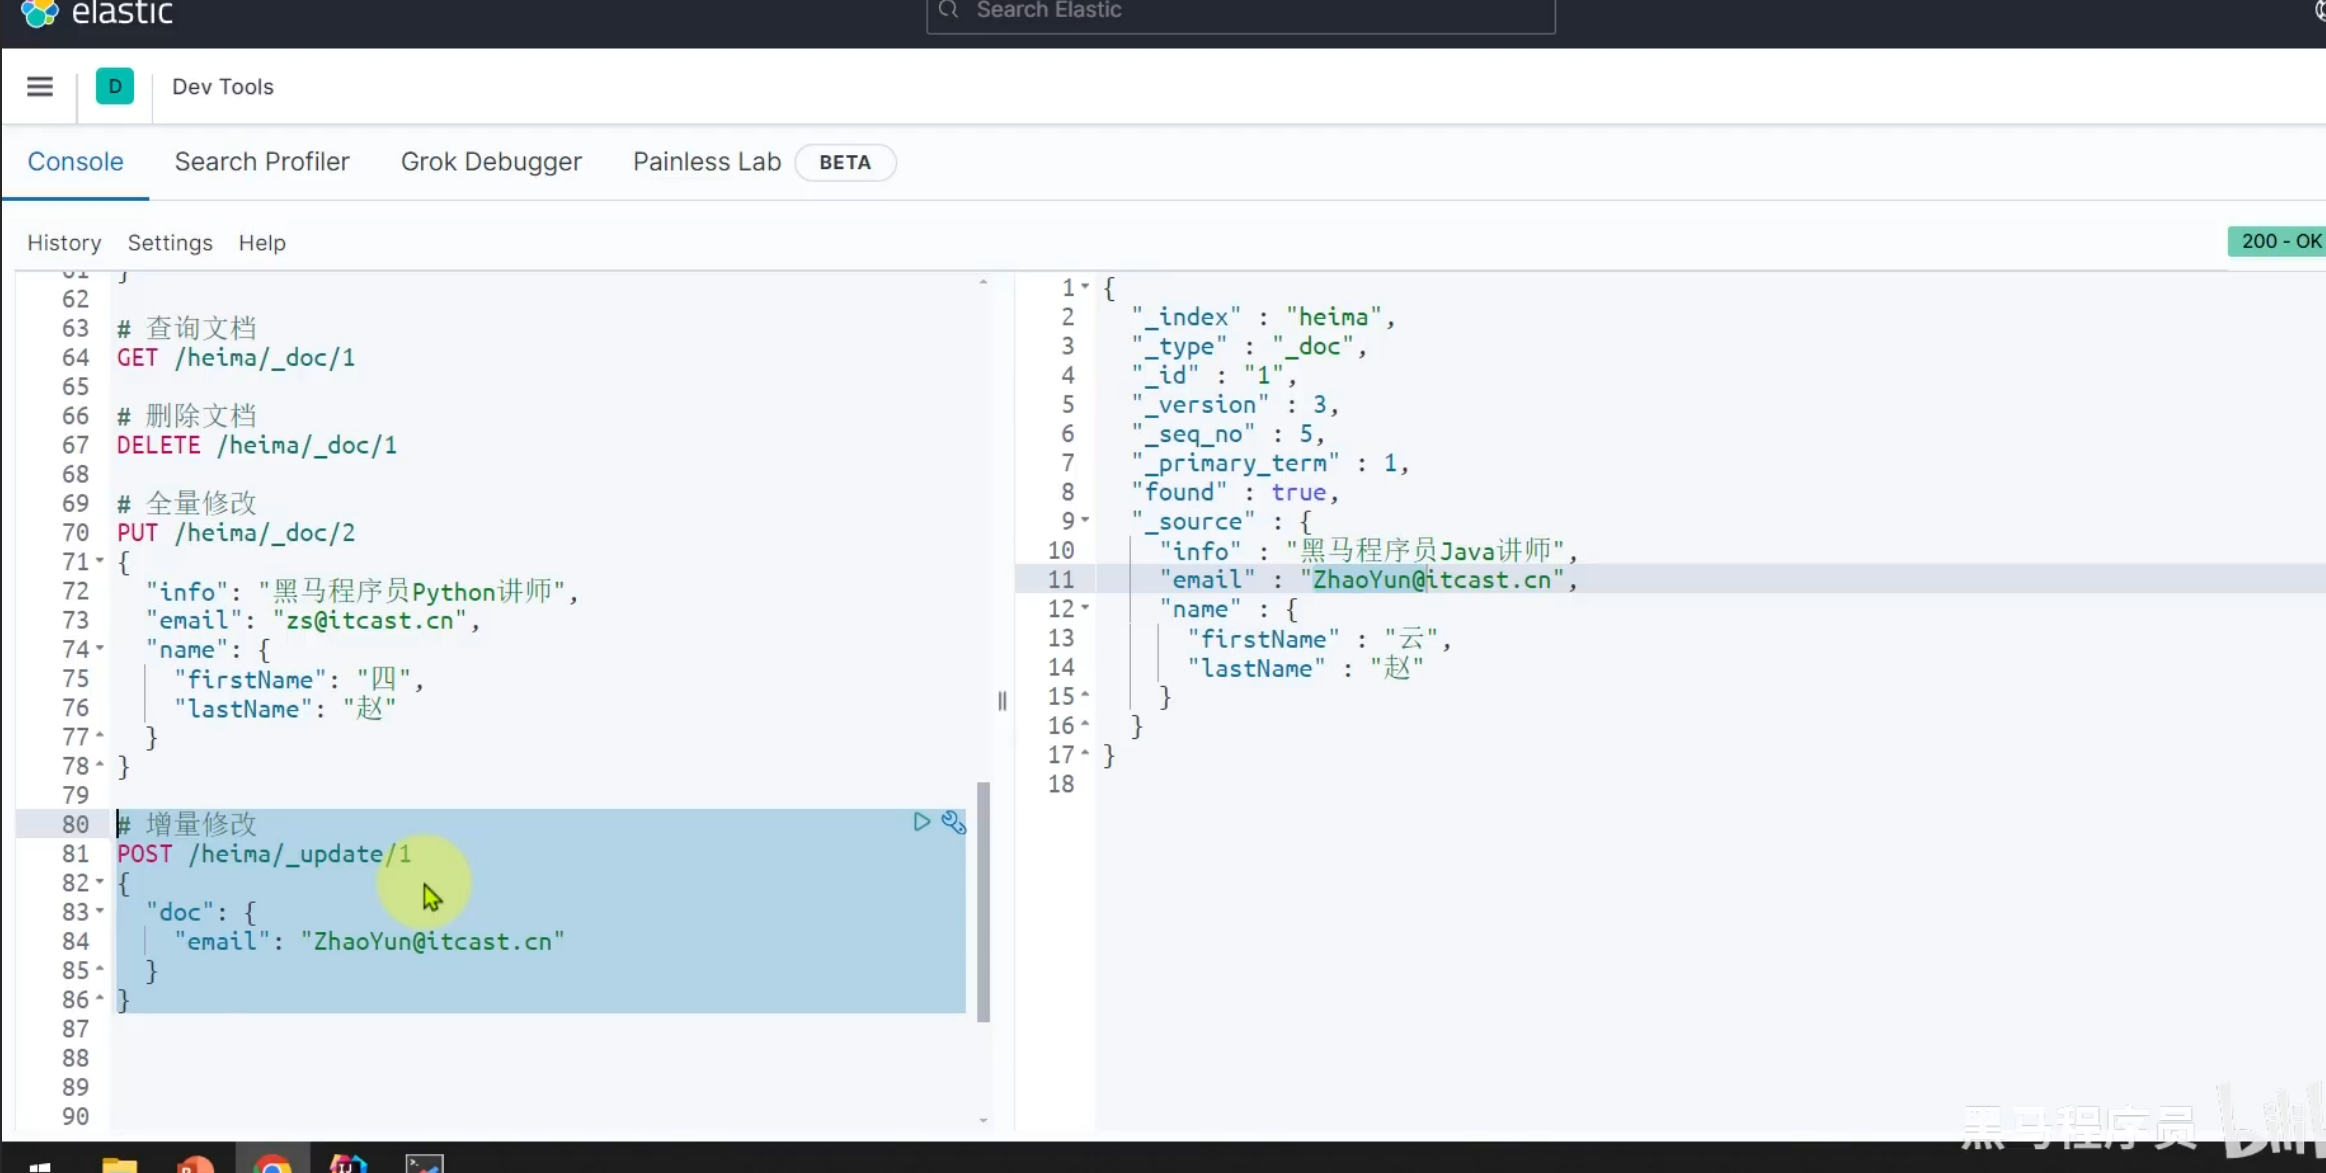 elastic
Search Elastic
D Dev Tools
Console Search Profiler Grok Debugger Painless Lab BETA
History Settings Help
200 - OK
61 }
62
63 # 查询文档
64 GET /heima/_doc/1
65
66 # 删除文档
67 DELETE /heima/_doc/1
68
69 # 全量修改
70 PUT /heima/_doc/2
71 {
72 "info": "黑马程序员Python讲师",
73 "email": "zs@itcast.cn",
74 "name": {
75 "firstName": "四",
76 "lastName": "赵"
77 }
78 }
79
80 # 增量修改
81 POST /heima/_update/1
82 {
83 "doc": {
84 "email": "ZhaoYun@itcast.cn"
85 }
86 }
87
88
89
90
1 {
2 "_index" : "heima",
3 "_type" : "_doc",
4 "_id" : "1",
5 "_version" : 3,
6 "_seq_no" : 5,
7 "_primary_term" : 1,
8 "found" : true,
9 "_source" : {
10 "info" : "黑马程序员Java讲师",
11 "email" : "ZhaoYun@itcast.cn",
12 "name" : {
13 "firstName" : "云",
14 "lastName" : "赵"
15 }
16 }
17 }
18
黑马程序员